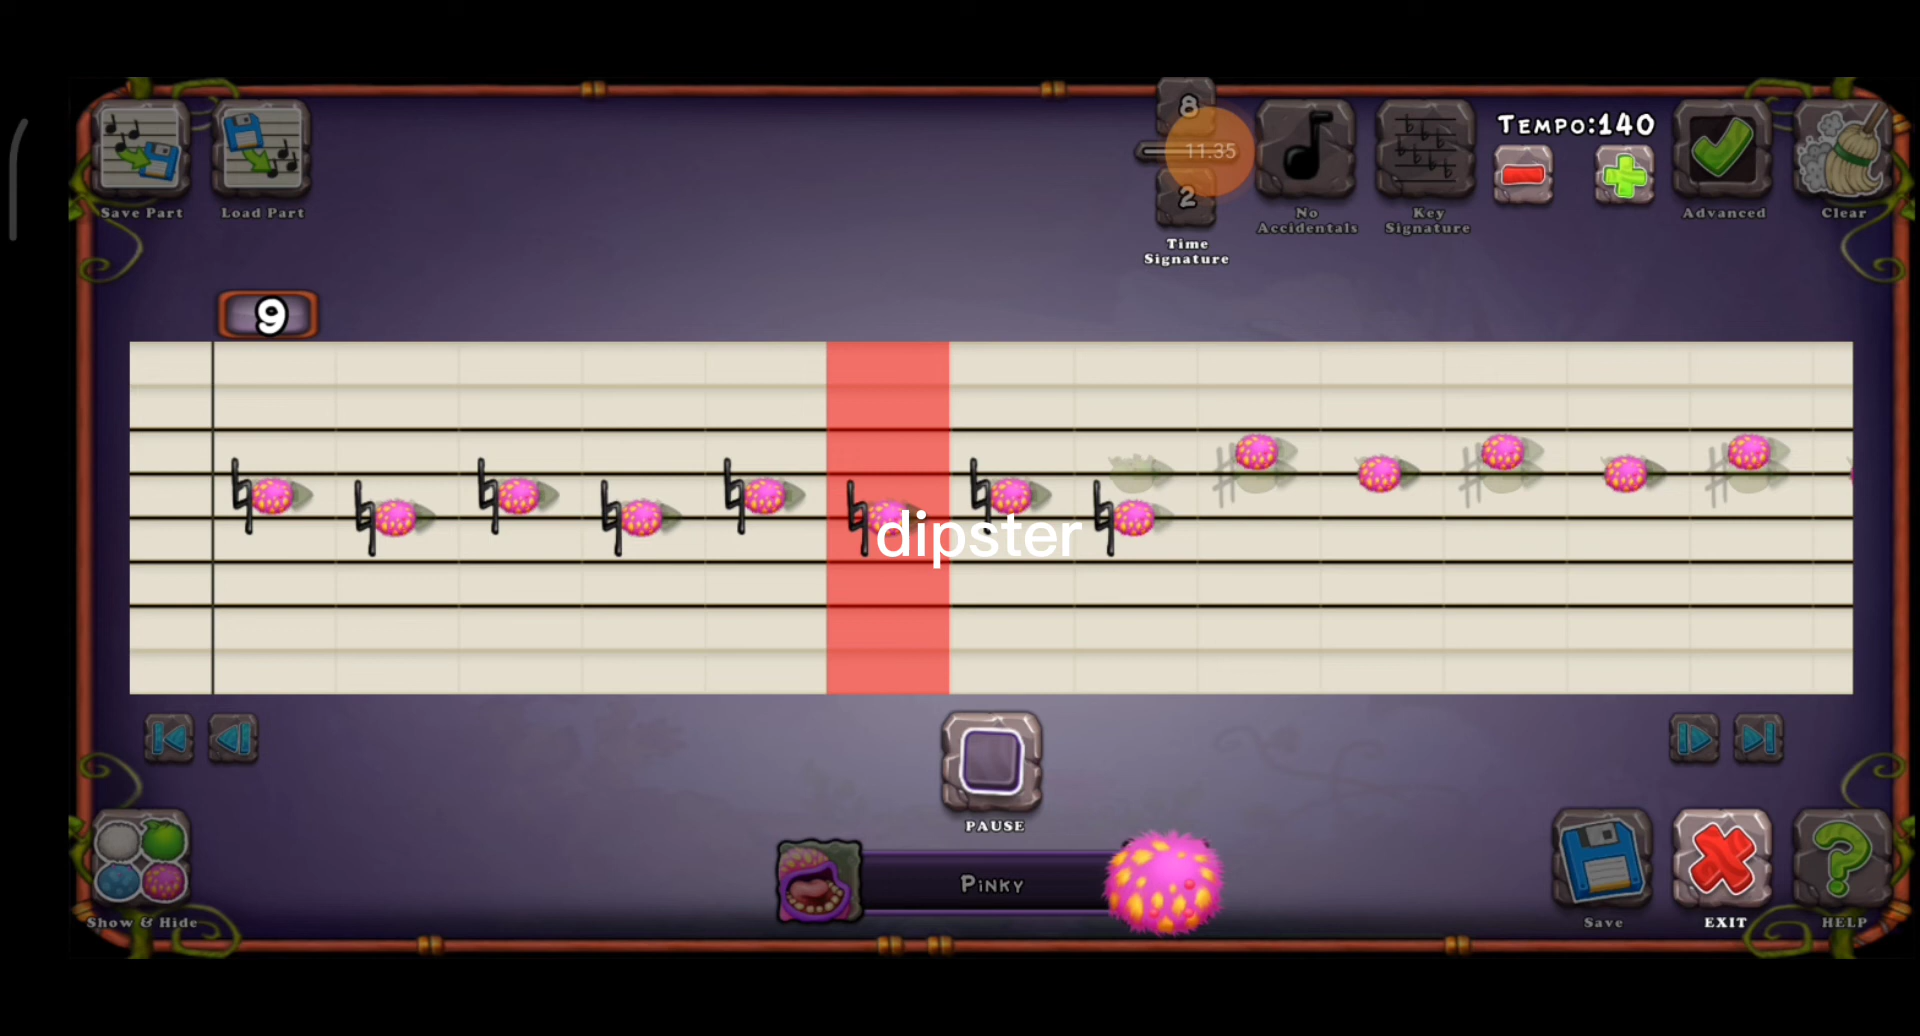 8
11.35
2
Time
Signature
No
Accidentals
Key
Signature
Tempo:140
Advanced
Clear
Save Part
Load Part
9
dipster
PAUSE
Pinky
Show & Hide
Save
EXIT
HELP